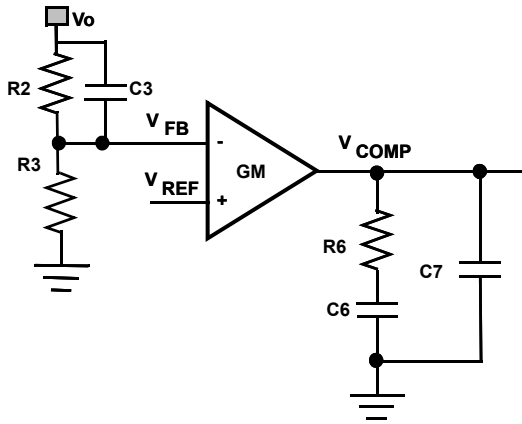 Vo
R2
C3
V FB
V COMP
R3
-
GM
V REF
+
R6
C7
C6